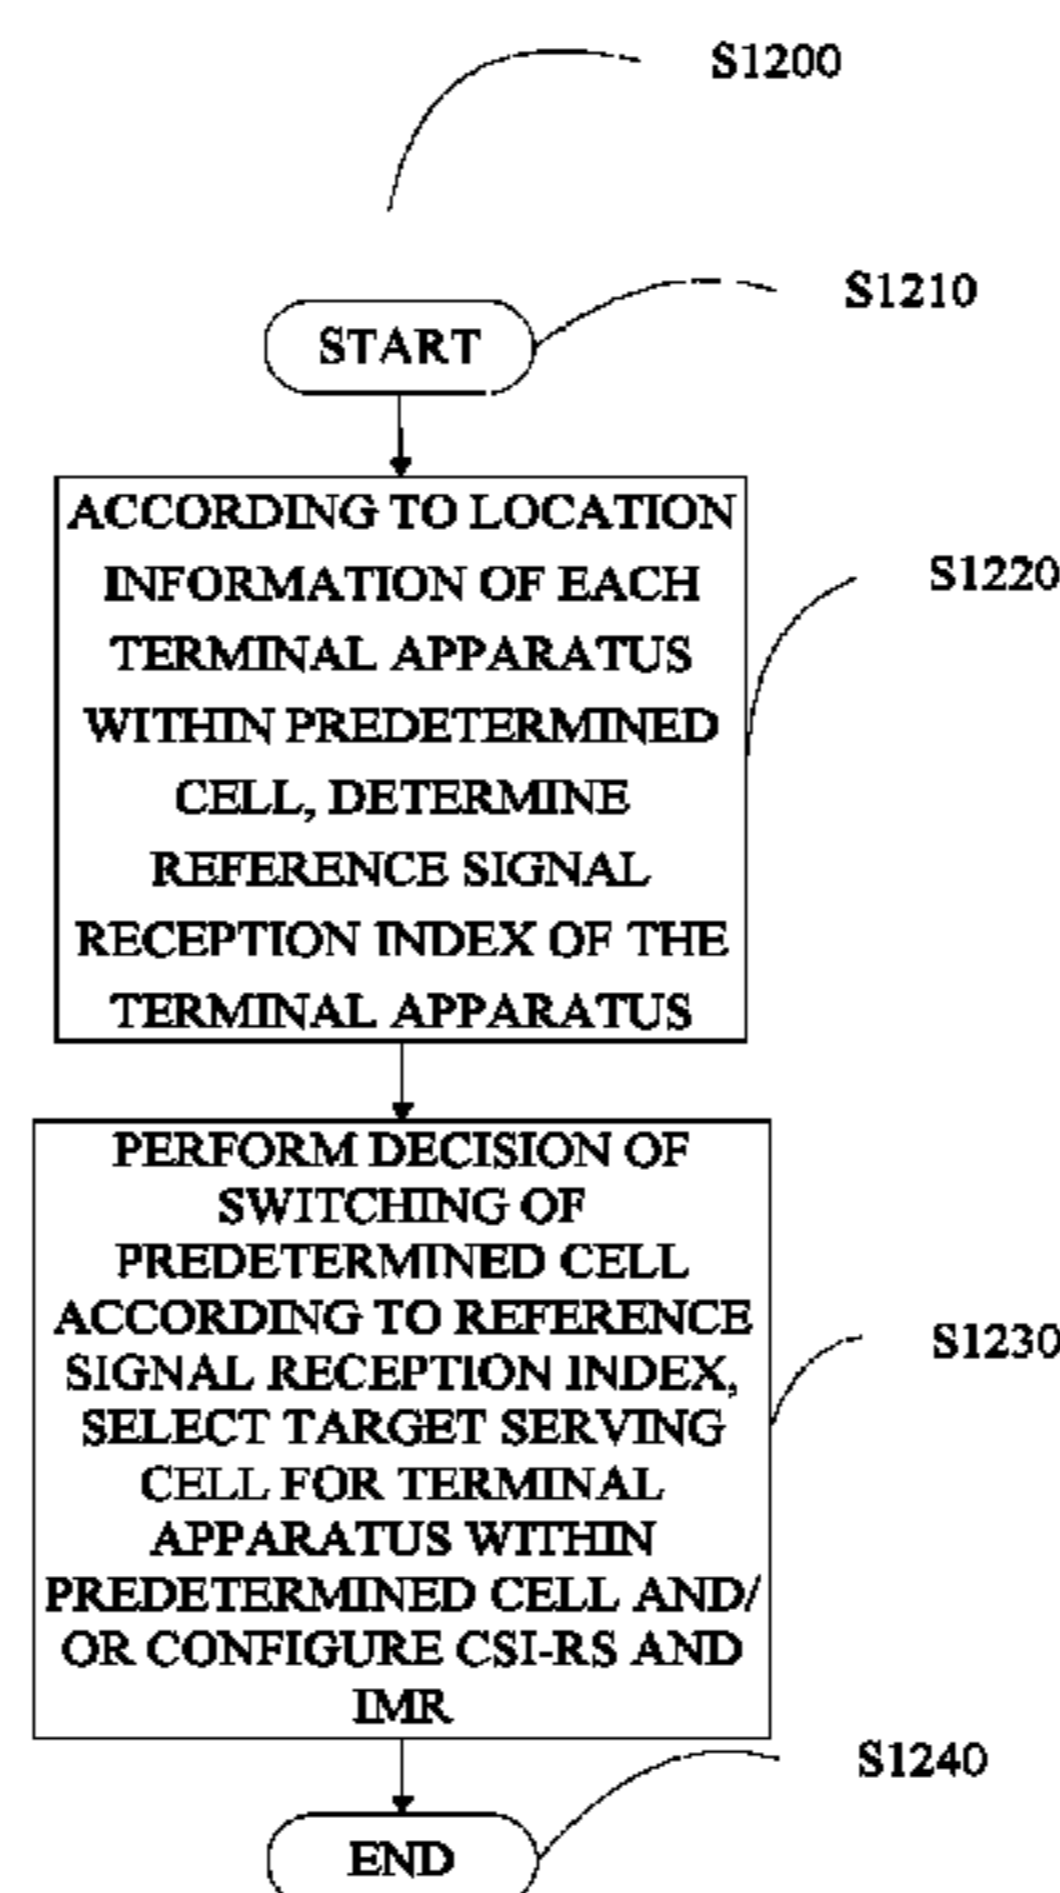 S1200
S1210
START
ACCORDING TO LOCATION
INFORMATION OF EACH
TERMINAL APPARATUS
WITHIN PREDETERMINED
CELL, DETERMINE
REFERENCE SIGNAL
RECEPTION INDEX OF THE
TERMINAL APPARATUS
S1220
PERFORM DECISION OF
SWITCHING OF
PREDETERMINED CELL
ACCORDING TO REFERENCE
SIGNAL RECEPTION INDEX,
SELECT TARGET SERVING
CELL FOR TERMINAL
APPARATUS WITHIN
PREDETERMINED CELL AND/
OR CONFIGURE CSI-RS AND
IMR
S1230
S1240
END